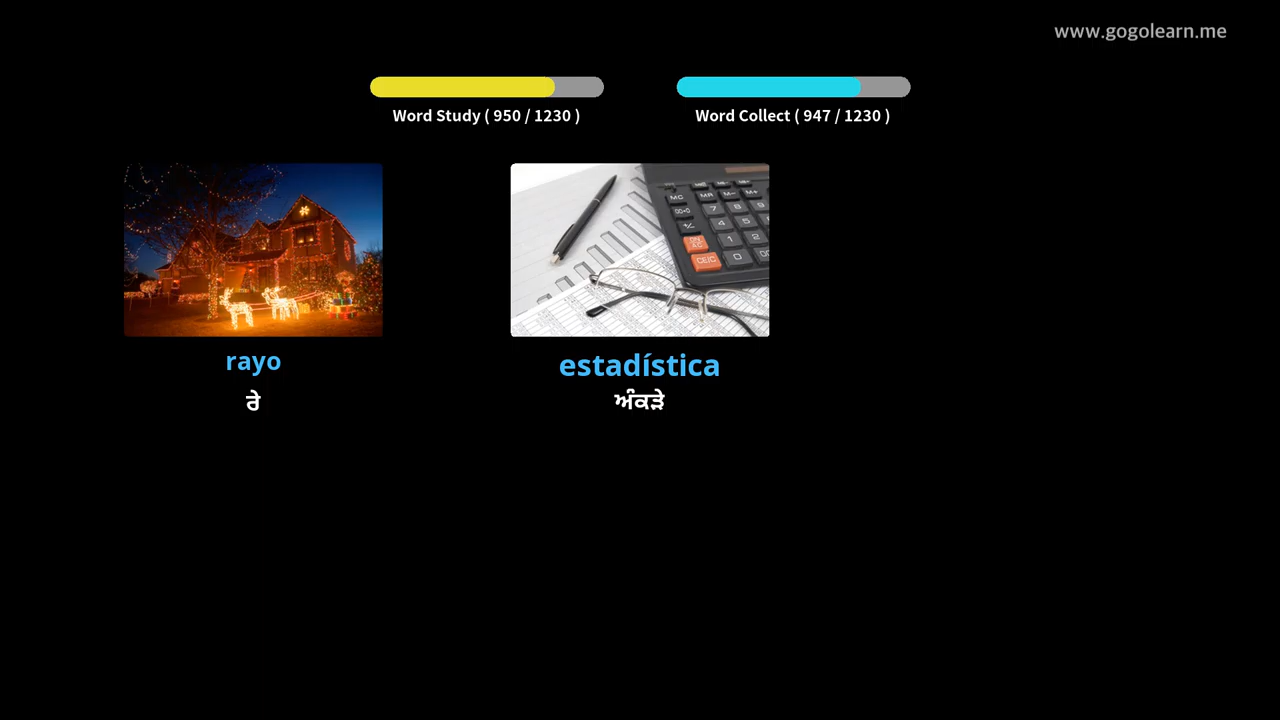 www.gogolearn.me
Word Study ( 950 / 1230 )
Word Collect ( 947 / 1230 )
rayo
ਰੇ
estadística
ਅੰਕੜੇ